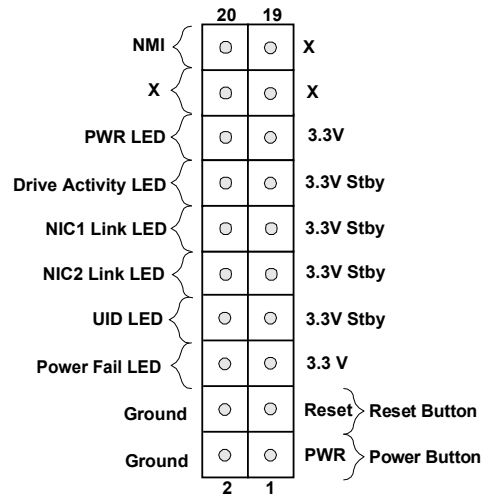 20 19
NMI X
X X
PWR LED 3.3V
Drive Activity LED 3.3V Stby
NIC1 Link LED 3.3V Stby
NIC2 Link LED 3.3V Stby
UID LED 3.3V Stby
Power Fail LED 3.3 V
Ground Reset Reset Button
Ground PWR Power Button
2 1